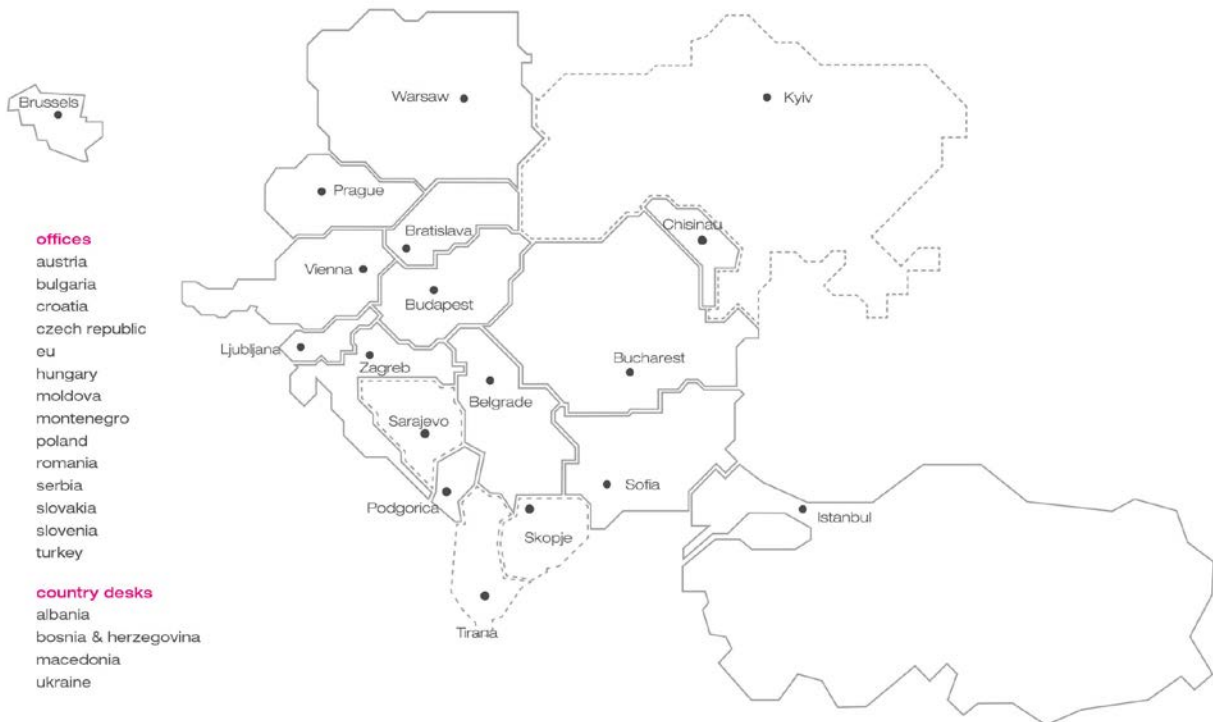 Warsaw
Kyiv
Brussels
Prague
Chisinau
Bratislava
offices
austria
bulgaria
croatia
czech republic
eu
hungary
moldova
montenegro
poland
romania
serbia
slovakia
slovenia
turkey
country desks
albania
bosnia & herzegovina
macedonia
ukraine
Vienna
Budapest
Ljubljana
Zagreb
Bucharest
Belgrade
Sarajevo
Sofia
Podgorica
Istanbul
Skopje
Tirana